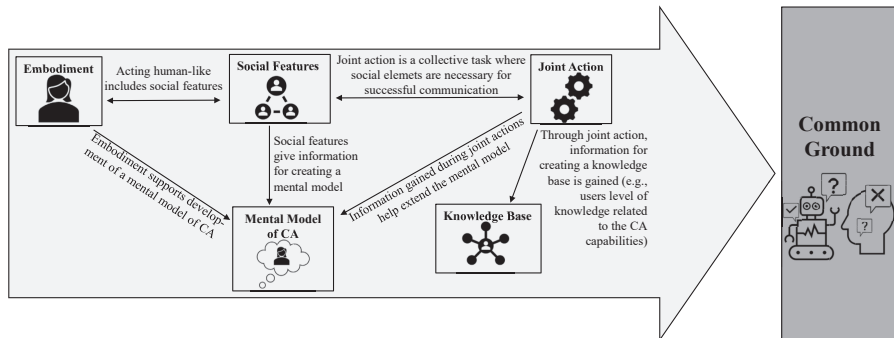 Embodiment
Acting human-like
includes social features
Social Features
Joint action is a collective task where
social elemets are necessary for
successful communication
Joint Action
Embodiment supports develop-
ment of a mental model of CA
Social features
give information
for creating a
mental model
Information gained during joint actions
help extend the mental model
Through joint action,
information for
creating a knowledge
base is gained (e.g.,
users level of
knowledge related
to the CA
capabilities)
Mental Model
of CA
Knowledge Base
Common
Ground
?
?